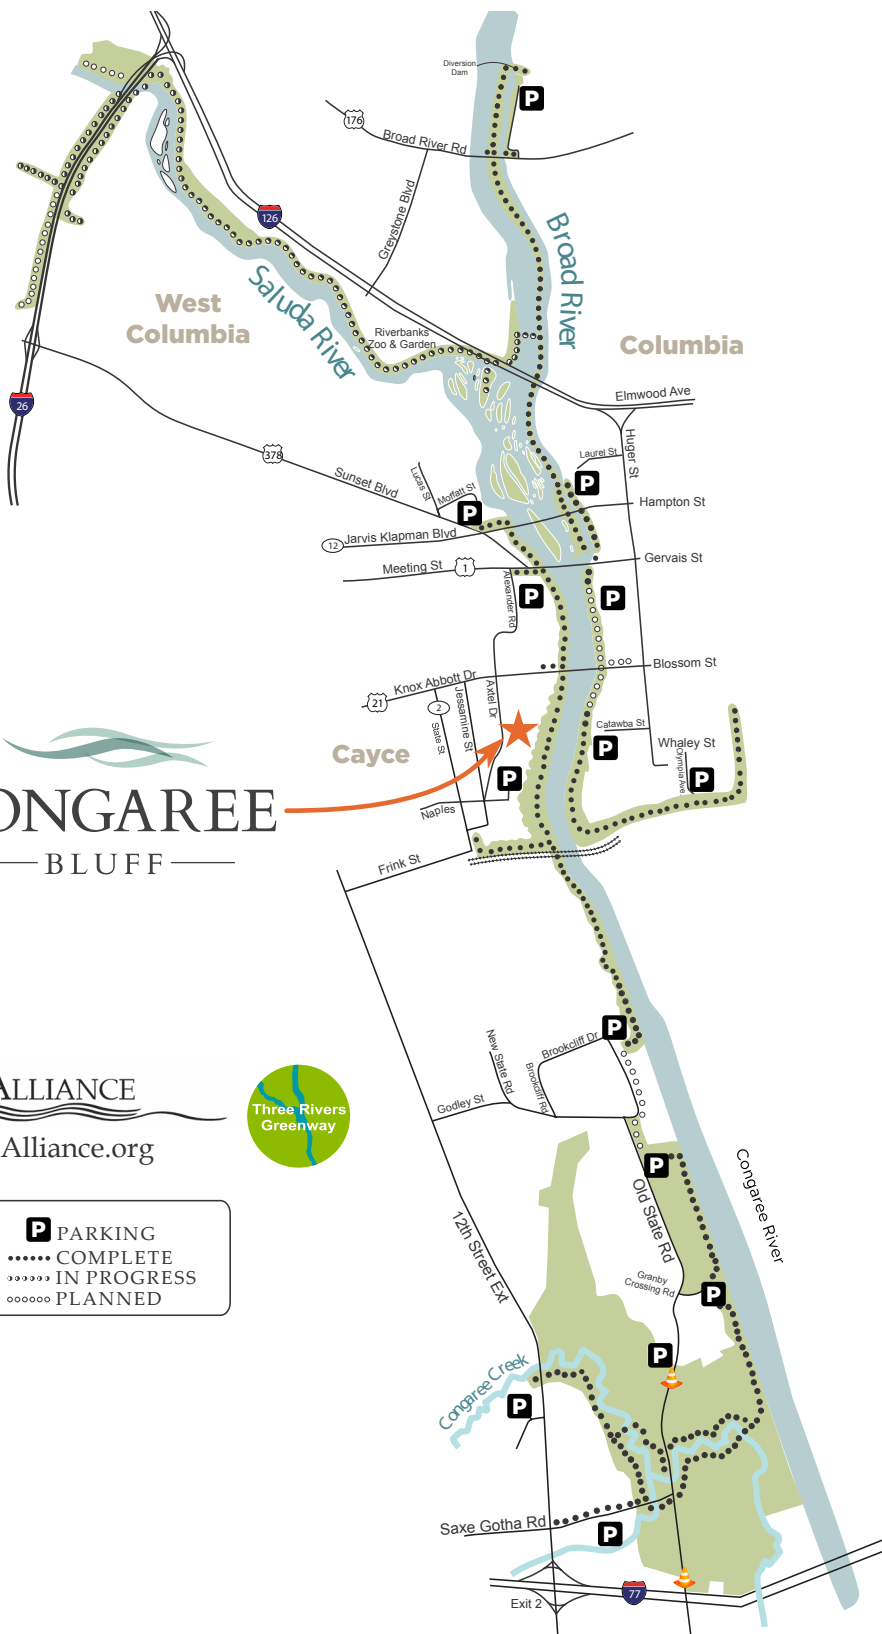 Diversion
Dam
P
176
Broad River Rd
126
Greystone Blvd
Broad River
West
Columbia
Saluda River
Riverbanks
Zoo & Garden
Columbia
Elmwood Ave
26
378
Sunset Blvd
Lucas St
Moffatt St
Laurel St
Huger St
P
P
Hampton St
12
Jarvis Klapman Blvd
Meeting St
1
Gervais St
Alexander Rd
P
P
Blossom St
Knox Abbott Dr
21
2
State St
Jessamine St
Axtel Dr
Catawba St
P
Whaley St
Olympia Ave
P
Cayce
P
Naples
ONGAREE
BLUFF
Frink St
P
Brookcliff Dr
New State Rd
Brookcliff Rd
Godley St
ALLIANCE
Alliance.org
Three Rivers
Greenway
P
Old State Rd
Congaree River
12th Street Ext
P PARKING
COMPLETE
IN PROGRESS
PLANNED
Granby
Crossing Rd
P
P
Congaree Creek
P
Saxe Gotha Rd
P
77
Exit 2